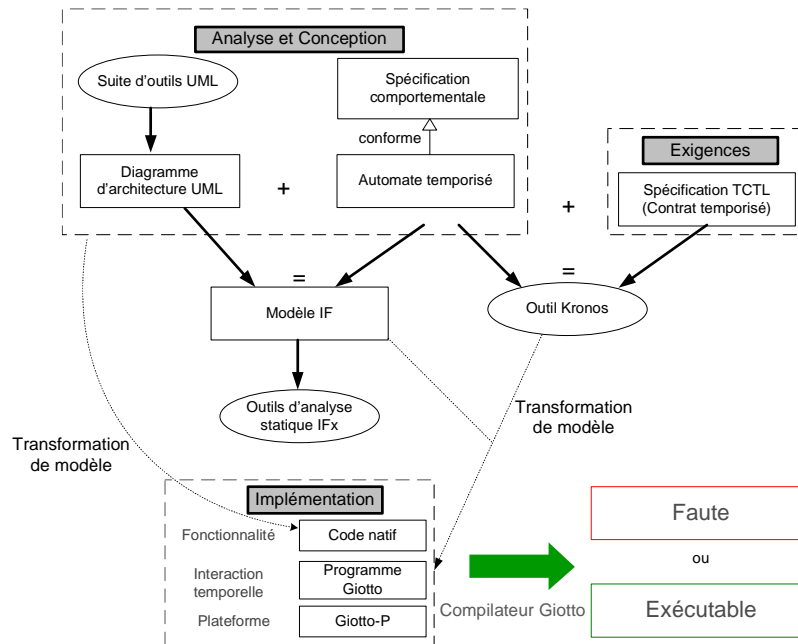 Analyse et Conception
Suite d'outils UML
Spécification
comportementale
conforme
Exigences
Diagramme
d'architecture UML
+
Automate temporisé
+
Spécification TCTL
(Contrat temporisé)
=
=
Modèle IF
Outil Kronos
Outils d'analyse
statique IFx
Transformation
de modèle
Transformation
de modèle
Implémentation
Fonctionnalité
Code natif
Interaction
temporelle
Programme
Giotto
Plateforme
Giotto-P
Compilateur Giotto
Faute
ou
Exécutable